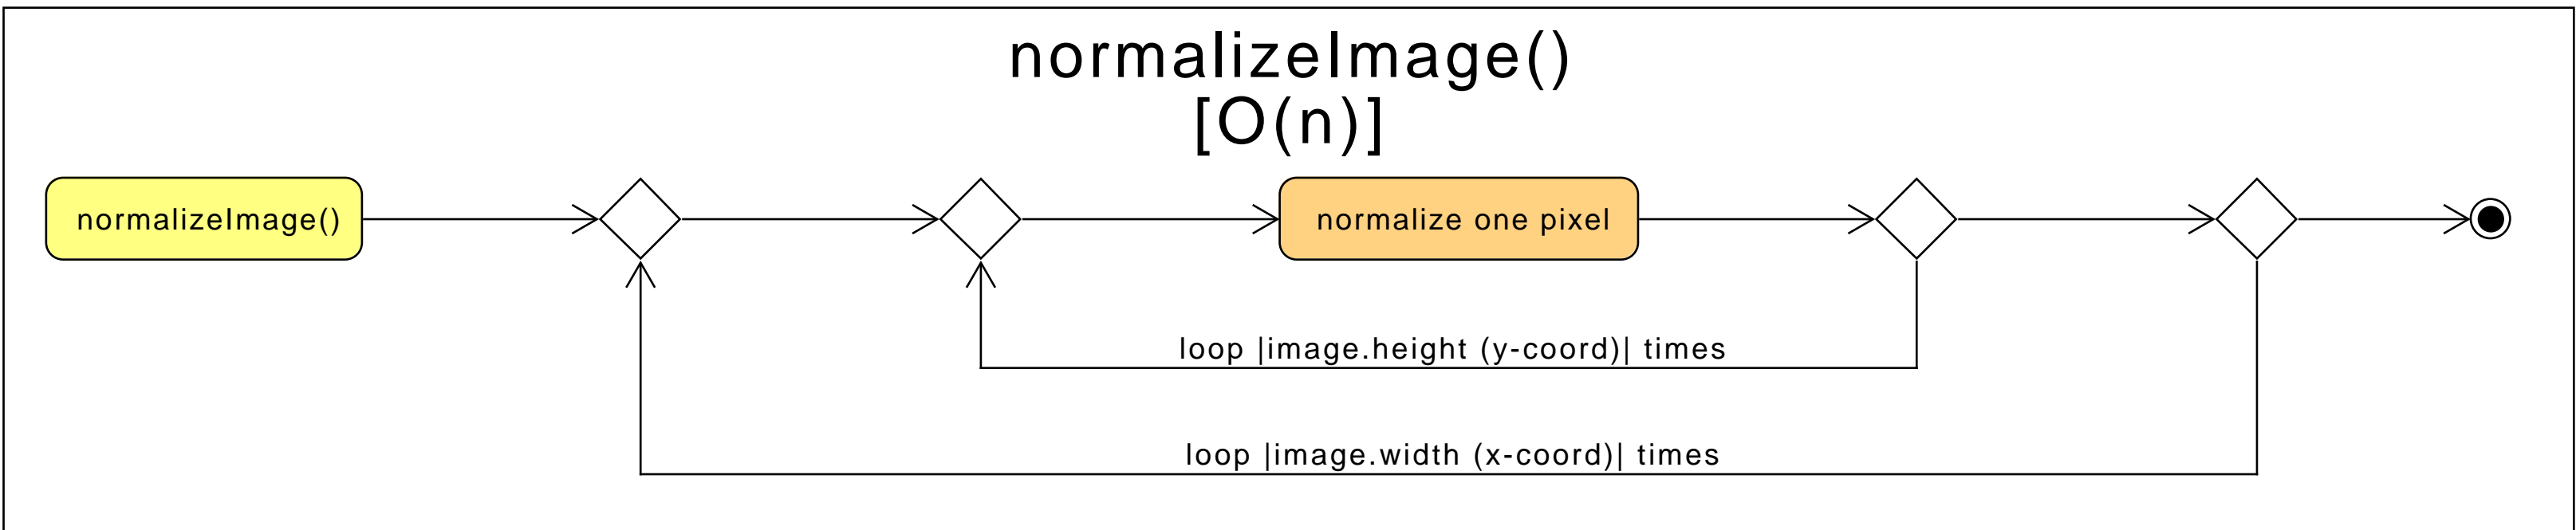 normalizeImage()
[O(n)]
normalizeImage()
normalize one pixel
loop |image.height (y-coord)| times
loop |image.width (x-coord)| times